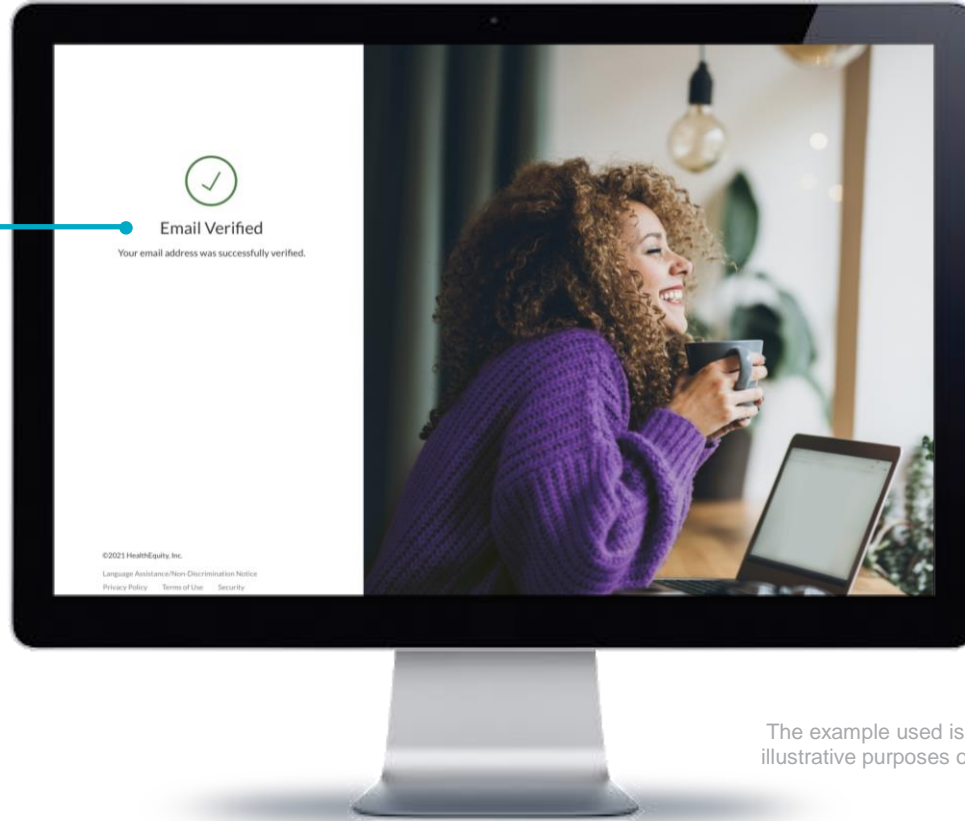 Email Verified
Your email address was successfully verified.
©2021 HealthEquity, Inc.
Language Assistance/Non-Discrimination Notice
Privacy Policy Terms of Use Security
The example used is
illustrative purposes